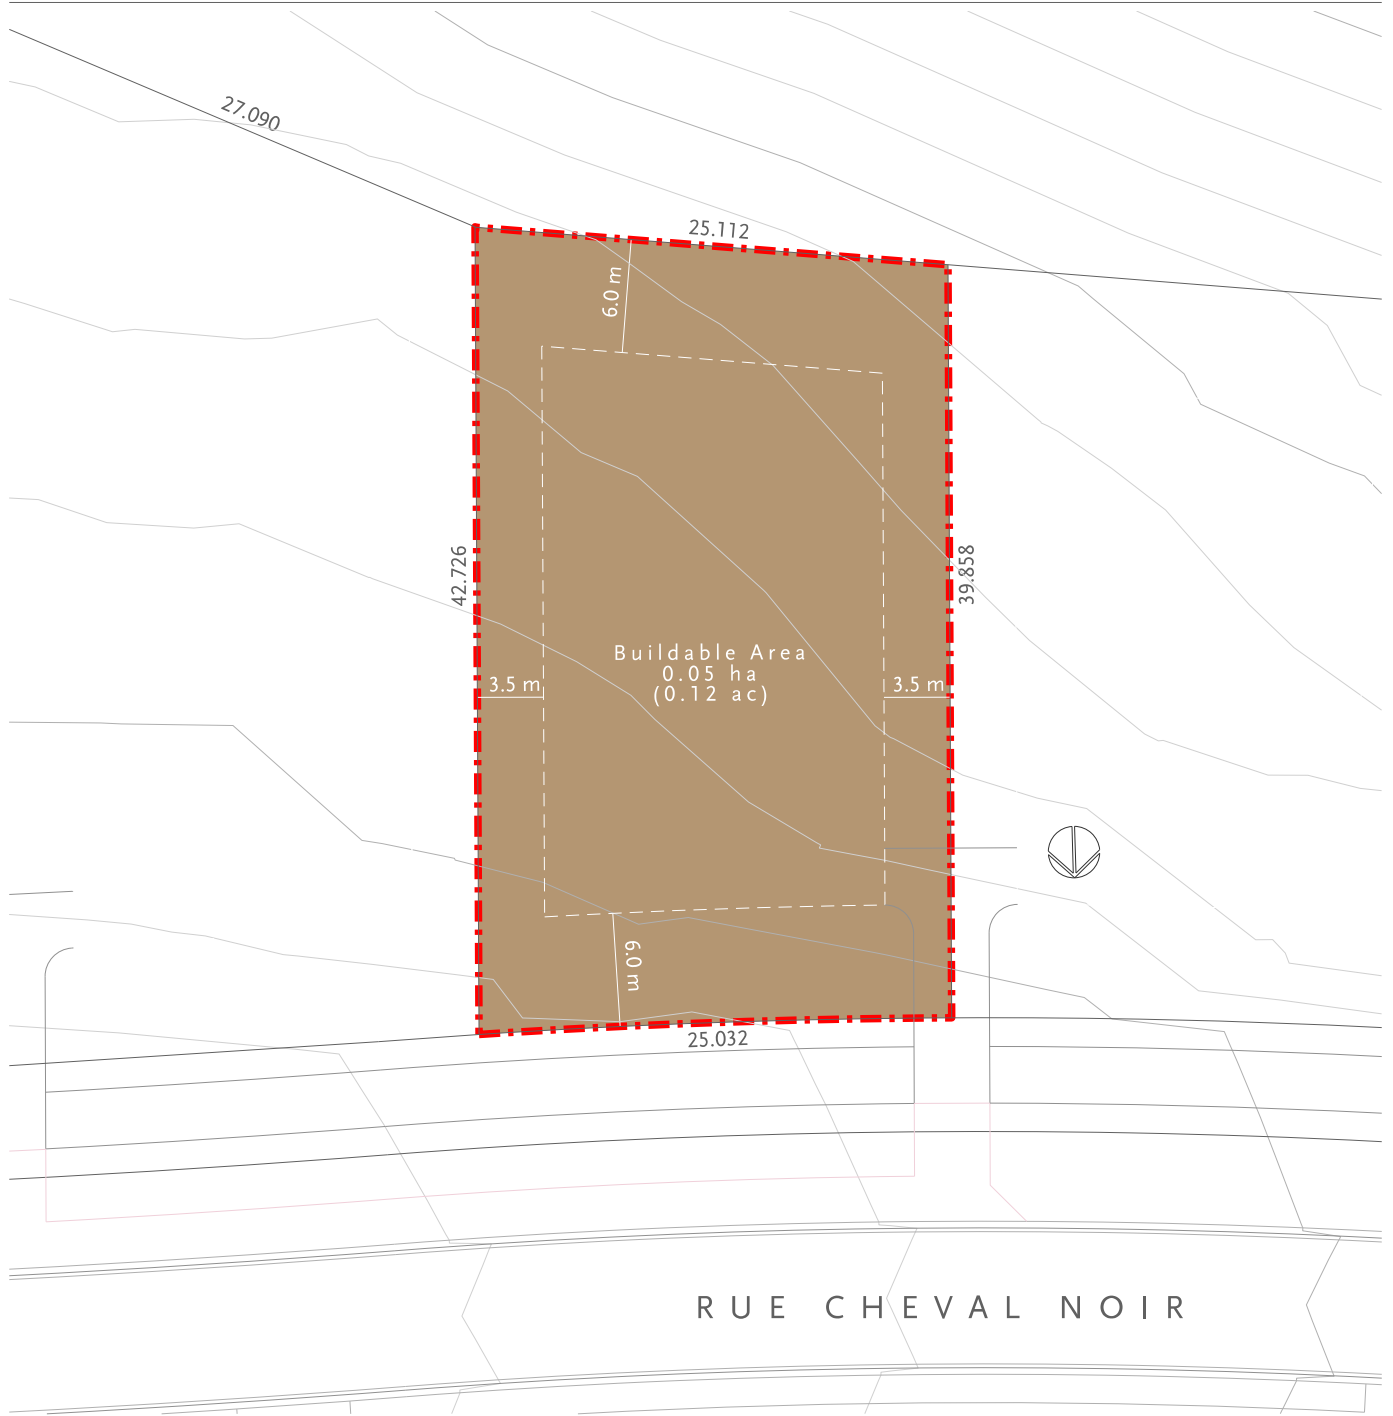 27.090
25.112
6.0 m
42.726
39.858
Buildable Area
0.05 ha
(0.12 ac)
3.5 m
3.5 m
6.0 m
25.032
RUE CHEVAL NOIR